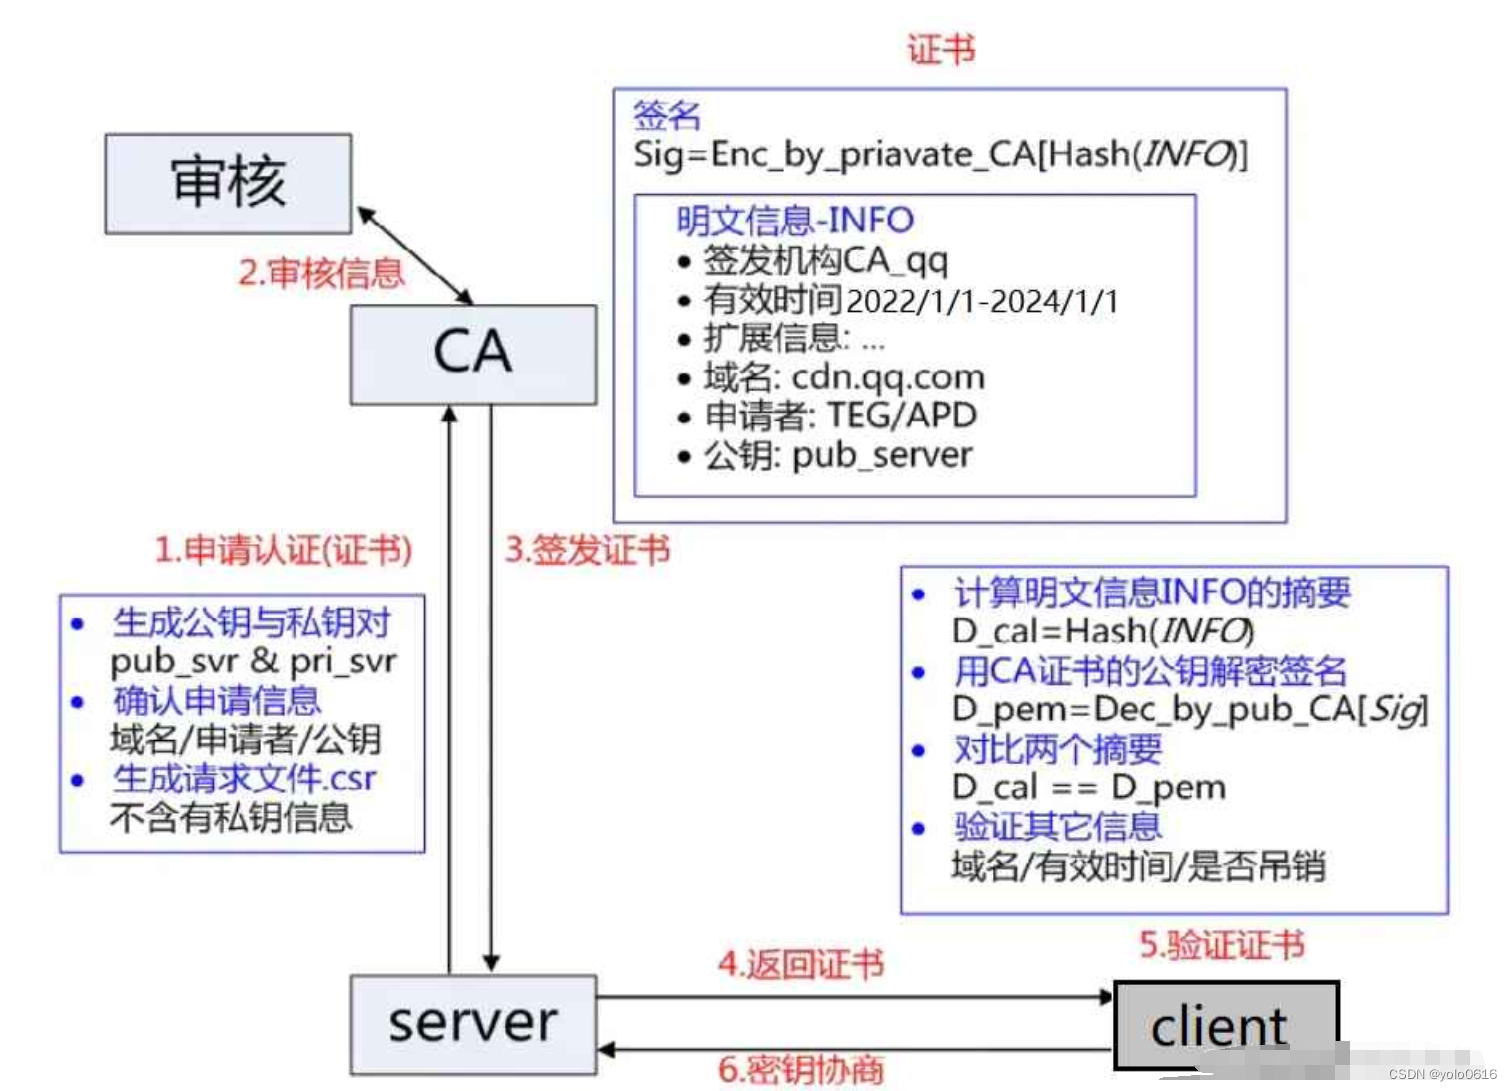 证书
签名
Sig=Enc_by_priavate_CA[Hash(INFO)]
明文信息-INFO
• 签发机构CA_qq
• 有效时间2022/1/1-2024/1/1
• 扩展信息: ...
• 域名: cdn.qq.com
• 申请者: TEG/APD
• 公钥: pub_server
审核
2.审核信息
CA
1.申请认证(证书)
3.签发证书
• 生成公钥与私钥对
pub_svr & pri_svr
• 确认申请信息
域名/申请者/公钥
• 生成请求文件.csr
不含有私钥信息
• 计算明文信息INFO的摘要
D_cal=Hash(INFO)
• 用CA证书的公钥解密签名
D_pem=Dec_by_pub_CA[Sig]
• 对比两个摘要
D_cal == D_pem
• 验证其它信息
域名/有效时间/是否吊销
5.验证证书
4.返回证书
server
client
6.密钥协商
CSDN @yolo0616